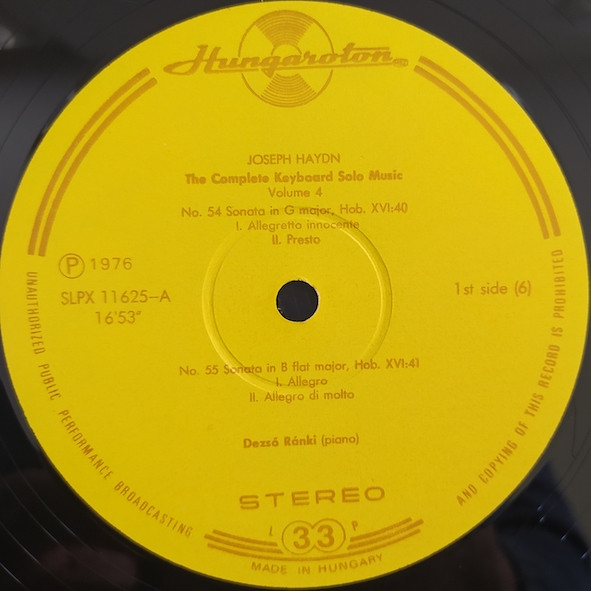 Hungaroton
JOSEPH HAYDN
The Complete Keyboard Solo Music
Volume 4
No. 54 Sonata in G major, Hob. XVI:40
I. Allegretto innocente
II. Presto
Ⓟ 1976
SLPX 11625-A
16'53"
1st side (6)
No. 55 Sonata in B flat major, Hob. XVI:41
I. Allegro
II. Allegro di molto
Dezső Ránki (piano)
STEREO
L 33 P
MADE IN HUNGARY
UNAUTHORIZED PUBLIC PERFORMANCE BROADCASTING
AND COPYING OF THIS RECORD IS PROHIBITED